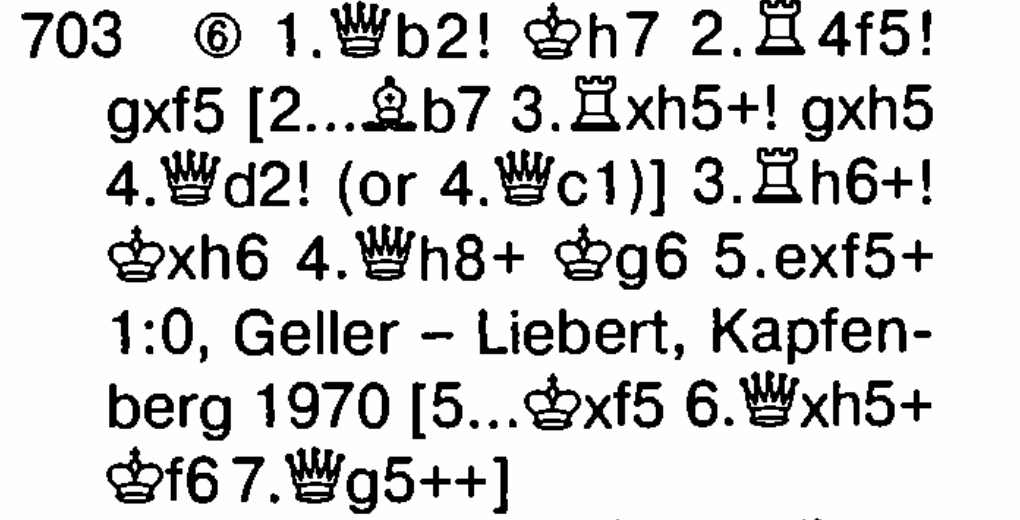 703 ⑥ 1.♕b2! ♔h7 2.♖4f5!
gxf5 [2...♗b7 3.♖xh5+! gxh5
4.♕d2! (or 4.♕c1)] 3.♖h6+!
♔xh6 4.♕h8+ ♔g6 5.exf5+
1:0, Geller – Liebert, Kapfen-
berg 1970 [5...♔xf5 6.♕xh5+
♔f6 7.♕g5++]